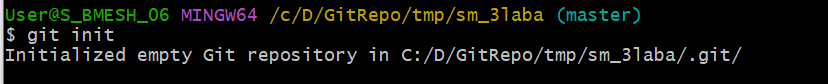 User@S_BMESH_06 MINGW64 /c/D/GitRepo/tmp/sm_3laba (master)
$ git init
Initialized empty Git repository in C:/D/GitRepo/tmp/sm_3laba/.git/